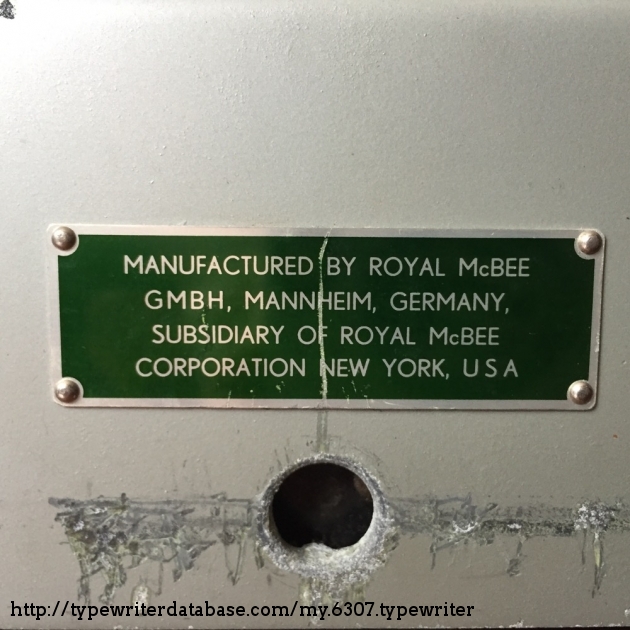 MANUFACTURED BY ROYAL McBEE
GMBH, MANNHEIM, GERMANY,
SUBSIDIARY OF ROYAL McBEE
CORPORATION NEW YORK, U S A
http://typewriterdatabase.com/my.6307.typewriter